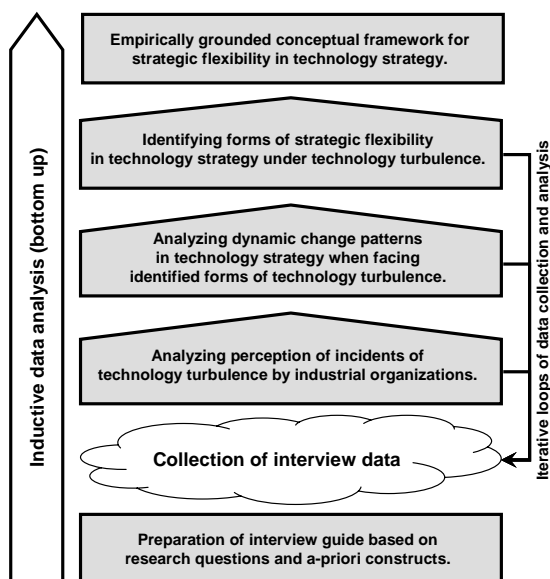 Empirically grounded conceptual framework for
strategic flexibility in technology strategy.
Identifying forms of strategic flexibility
in technology strategy under technology turbulence.
Analyzing dynamic change patterns
in technology strategy when facing
identified forms of technology turbulence.
Analyzing perception of incidents of
technology turbulence by industrial organizations.
Collection of interview data
Preparation of interview guide based on
research questions and a-priori constructs.
Inductive data analysis (bottom up)
Iterative loops of data collection and analysis